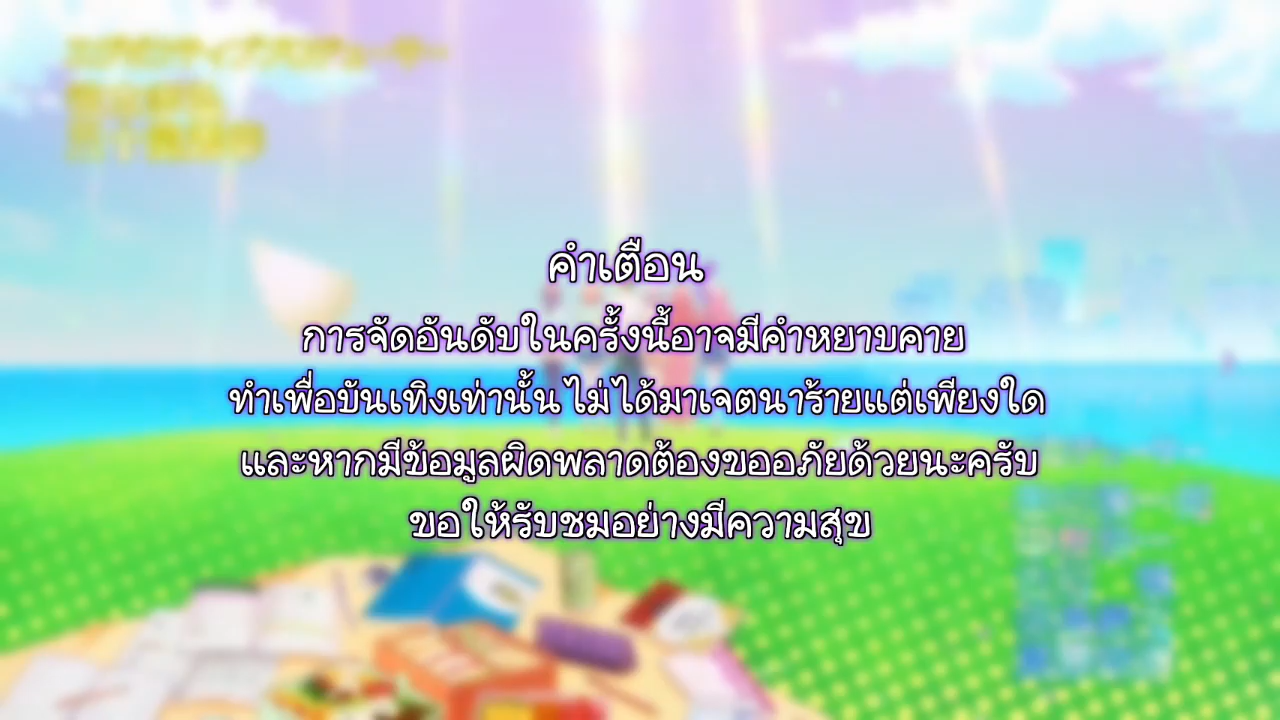 คำเตือน
การจัดอันดับในครั้งนี้อาจมีคำหยาบคาย
ทำเพื่อบันเทิงเท่านั้น ไม่ได้มาเจตนาร้ายแต่เพียงใด
และหากมีข้อมูลผิดพลาดต้องขออภัยด้วยนะครับ
ขอให้รับชมอย่างมีความสุข